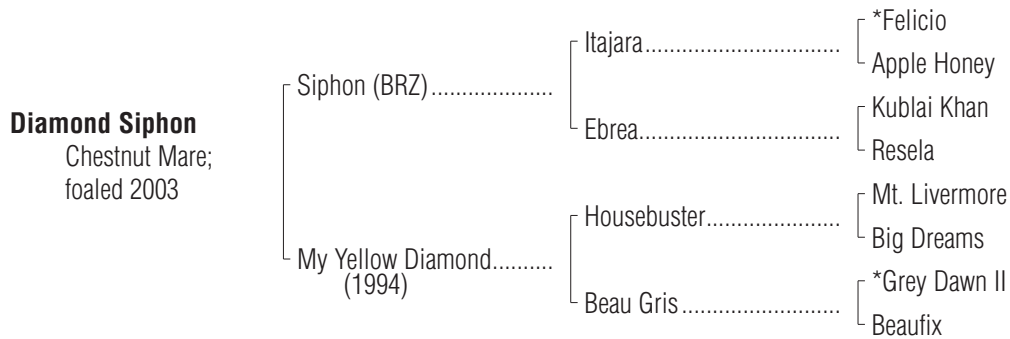 *Felicio
Itajara
Apple Honey
Siphon (BRZ)
Kublai Khan
Ebrea
Resela
Diamond Siphon
Chestnut Mare;
foaled 2003
Mt. Livermore
Housebuster
Big Dreams
My Yellow Diamond
(1994)
*Grey Dawn II
Beau Gris
Beaufix